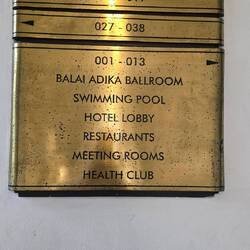 027 - 038
001 - 013
BALAI ADIKA BALLROOM
SWIMMING POOL
HOTEL LOBBY
RESTAURANTS
MEETING ROOMS
HEALTH CLUB